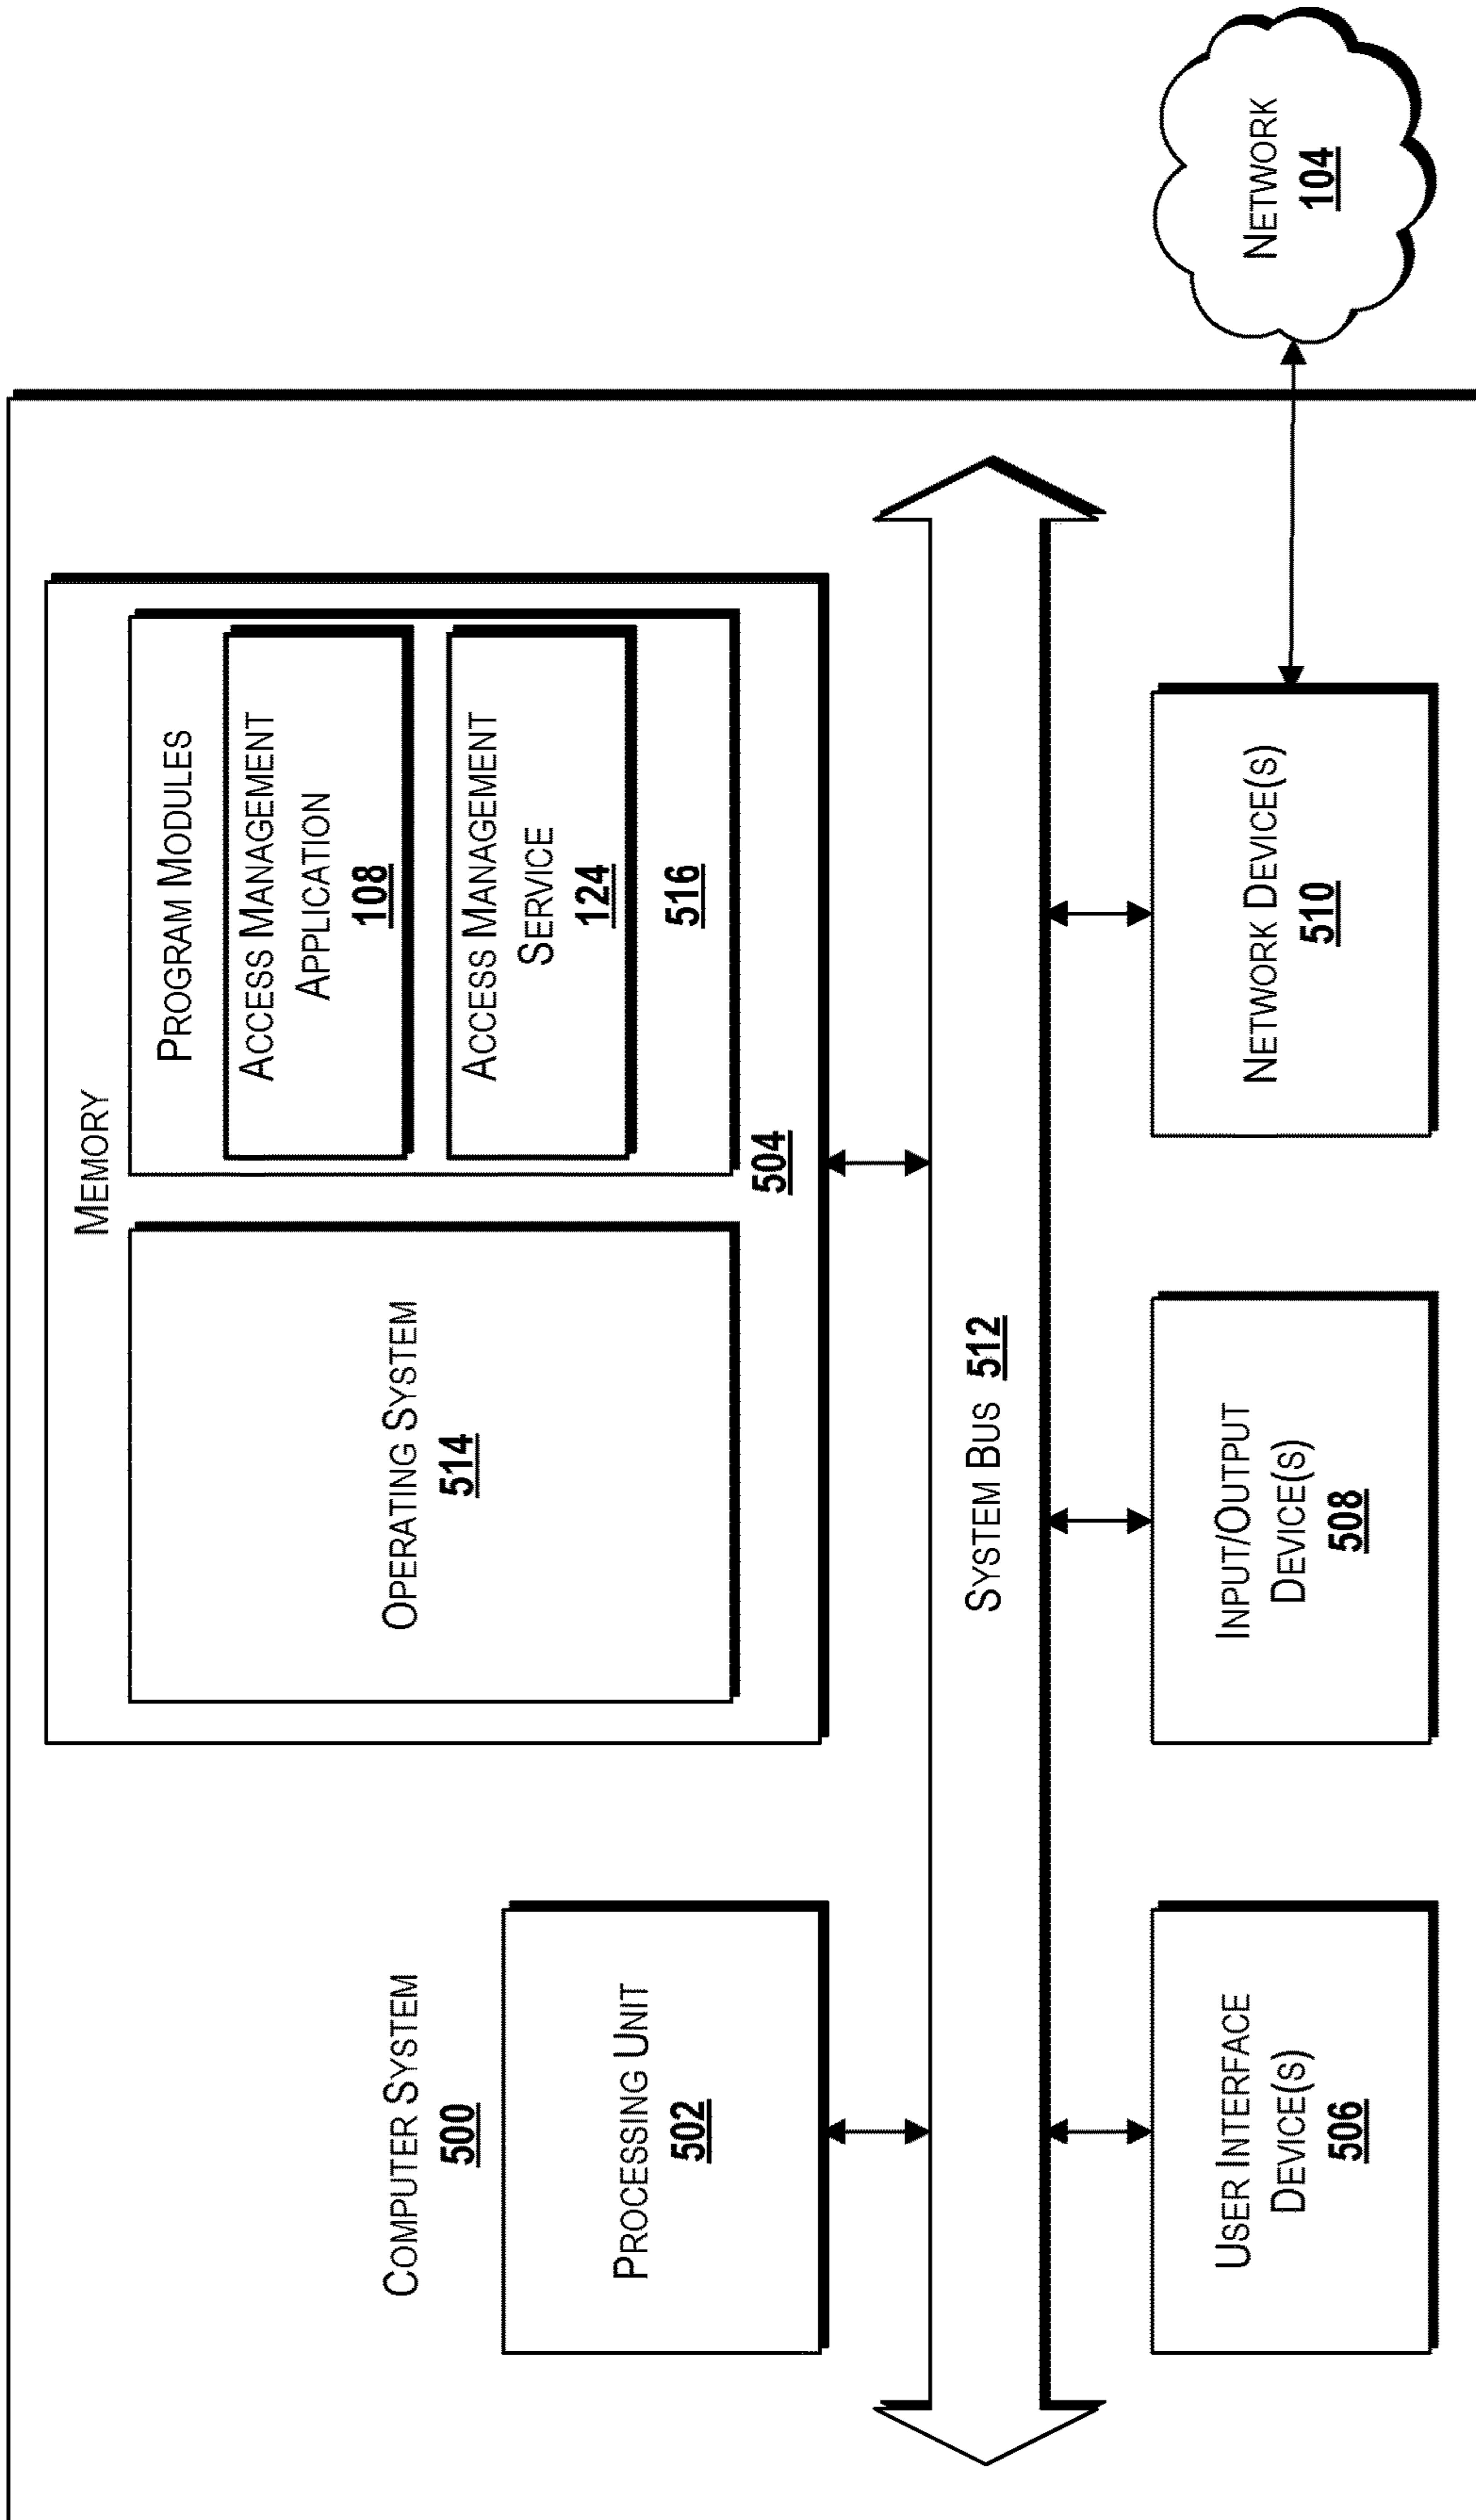 COMPUTER SYSTEM
500
PROCESSING UNIT
502
MEMORY
OPERATING SYSTEM
514
PROGRAM MODULES
ACCESS MANAGEMENT
APPLICATION
108
ACCESS MANAGEMENT
SERVICE
124
516
504
SYSTEM BUS 512
USER INTERFACE
DEVICE(S)
506
INPUT/OUTPUT
DEVICE(S)
508
NETWORK DEVICE(S)
510
NETWORK
104